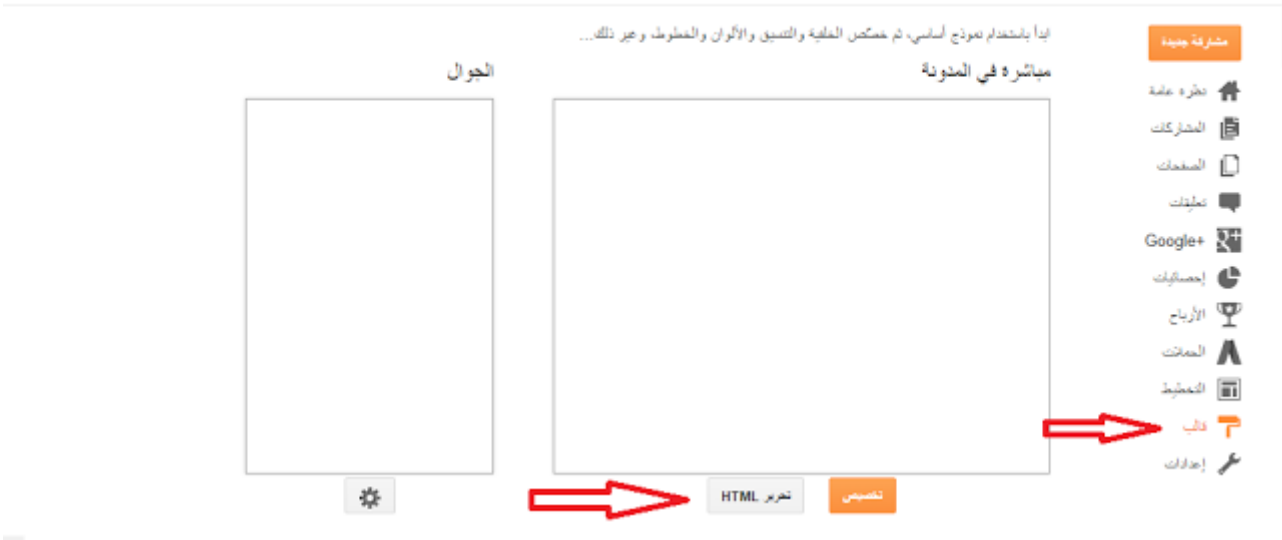 ابدأ باستخدام نموذج أساسي، ثم خصّص الخلفية والتنسيق والألوان والخطوط وغير ذلك...
مباشرة في المدونة
الجوال
مشاركة جديدة
نظرة عامة
المشاركات
الصفحات
تعليقات
Google+
إحصائيات
الأرباح
الحملات
التخطيط
قالب
إعدادات
تخصيص
تحرير HTML